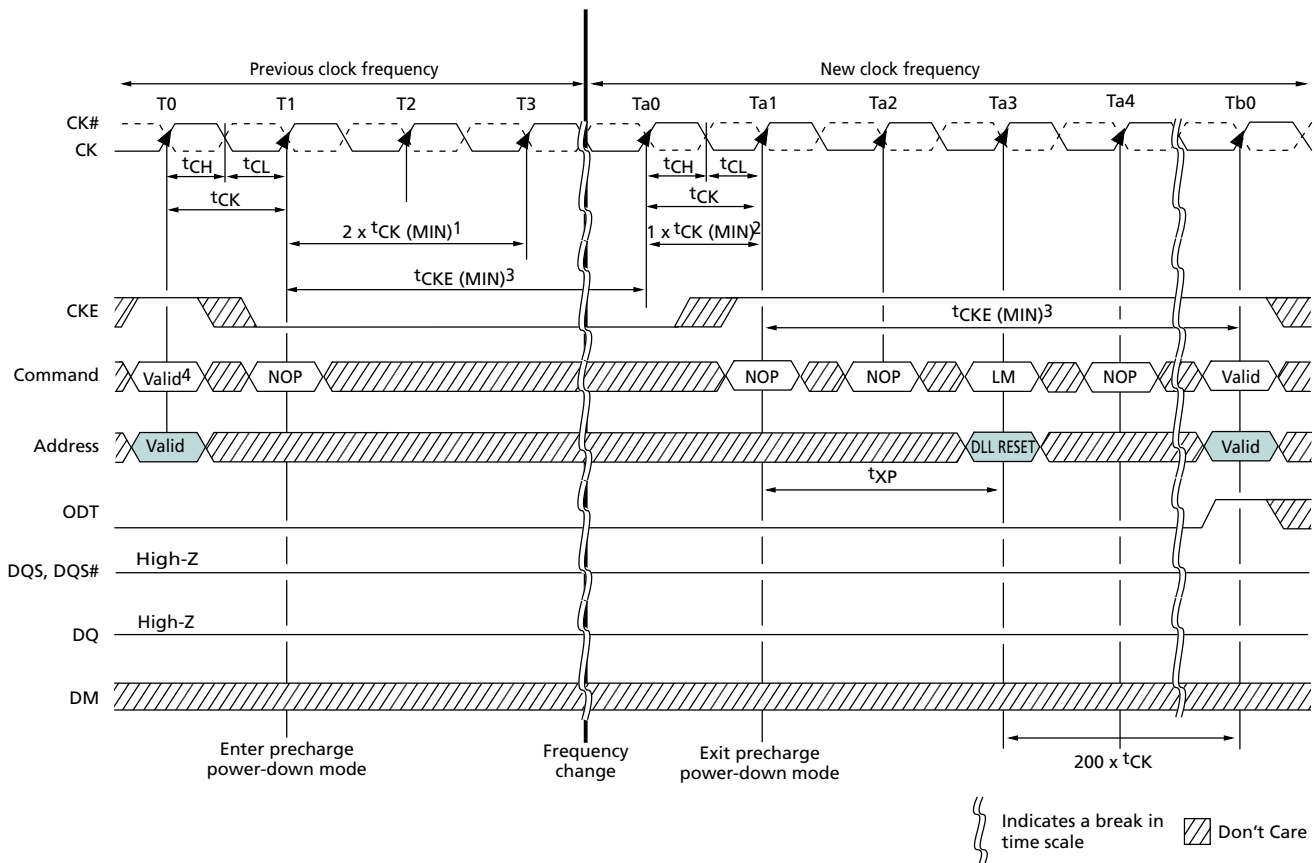 Previous clock frequency
New clock frequency
T0 T1 T2 T3 Ta0 Ta1 Ta2 Ta3 Ta4 Tb0
CK#
CK
tCH tCL tCH tCL
tCK tCK
2 x tCK (MIN)1 1 x tCK (MIN)2
tCKE (MIN)3
CKE
tCKE (MIN)3
Command Valid4 NOP NOP NOP LM NOP Valid
Address Valid DLL RESET Valid
tXP
ODT
DQS, DQS# High-Z
DQ High-Z
DM
Enter precharge
power-down mode
Frequency
change
Exit precharge
power-down mode
200 x tCK
Indicates a break in
time scale
Don't Care